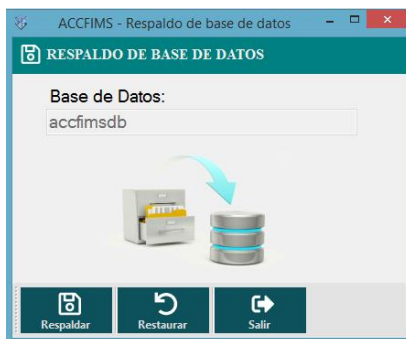 ACCFIMS - Respaldo de base de datos
RESPALDO DE BASE DE DATOS
Base de Datos:
accfimsdb
Respaldar Restaurar Salir